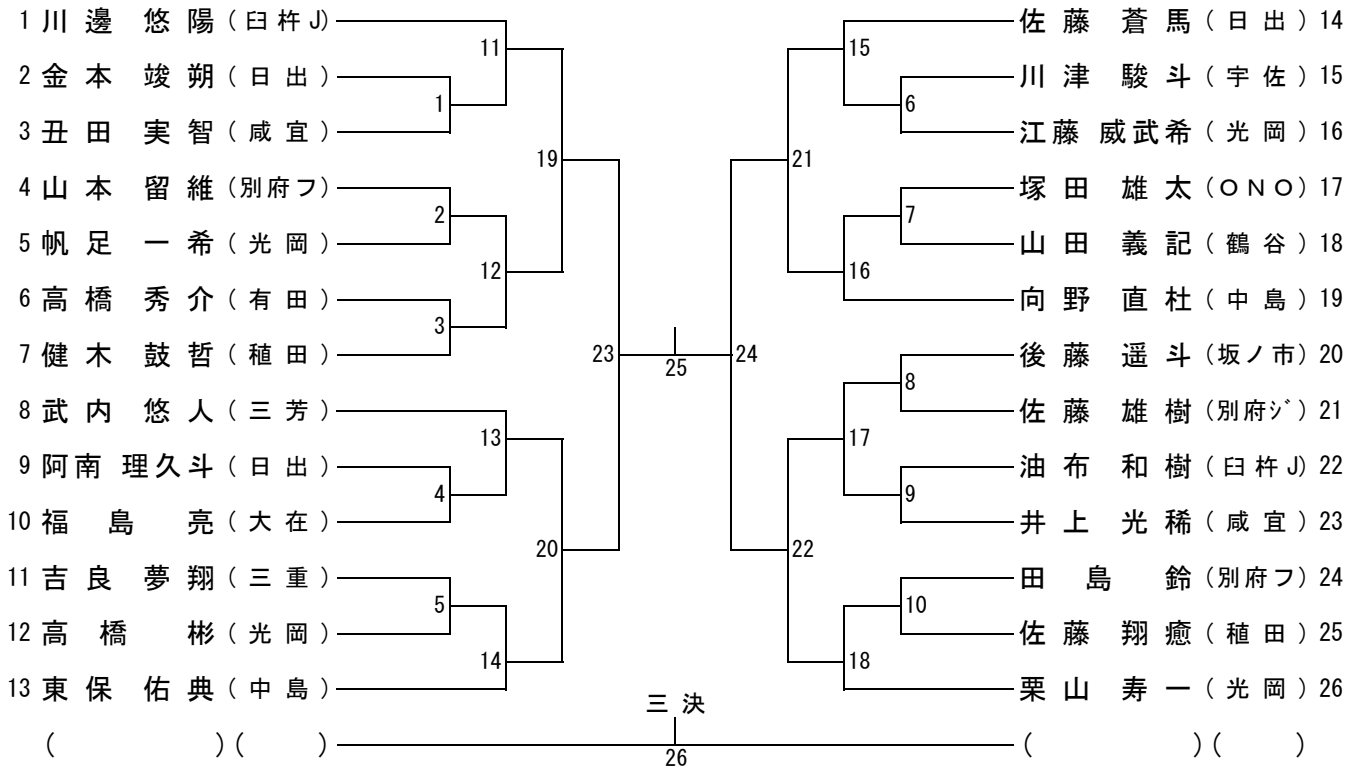 1 川邊 悠陽 (臼杵J) 11 15 佐藤 蒼馬 (日出) 14
2 金本 竣朔 (日出) 1 6 川津 駿斗 (宇佐) 15
3 丑田 実智 (咸宜) 19 21 江藤 威武希 (光岡) 16
4 山本 留維 (別府フ) 2 7 塚田 雄太 (ONO) 17
5 帆足 一希 (光岡) 12 16 山田 義記 (鶴谷) 18
6 高橋 秀介 (有田) 3 向野 直杜 (中島) 19
7 健木 鼓哲 (稙田) 23 25 24 後藤 遥斗 (坂ノ市) 20
8 武内 悠人 (三芳) 13 8 佐藤 雄樹 (別府ジ) 21
9 阿南 理久斗 (日出) 4 17 9 油布 和樹 (臼杵J) 22
10 福島 亮 (大在) 20 22 井上 光稀 (咸宜) 23
11 吉良 夢翔 (三重) 5 10 田島 鈴 (別府フ) 24
12 高橋 彬 (光岡) 14 18 佐藤 翔癒 (稙田) 25
13 東保 佑典 (中島) 栗山 寿一 (光岡) 26
三決
( ) ( ) 26 ( ) ( )